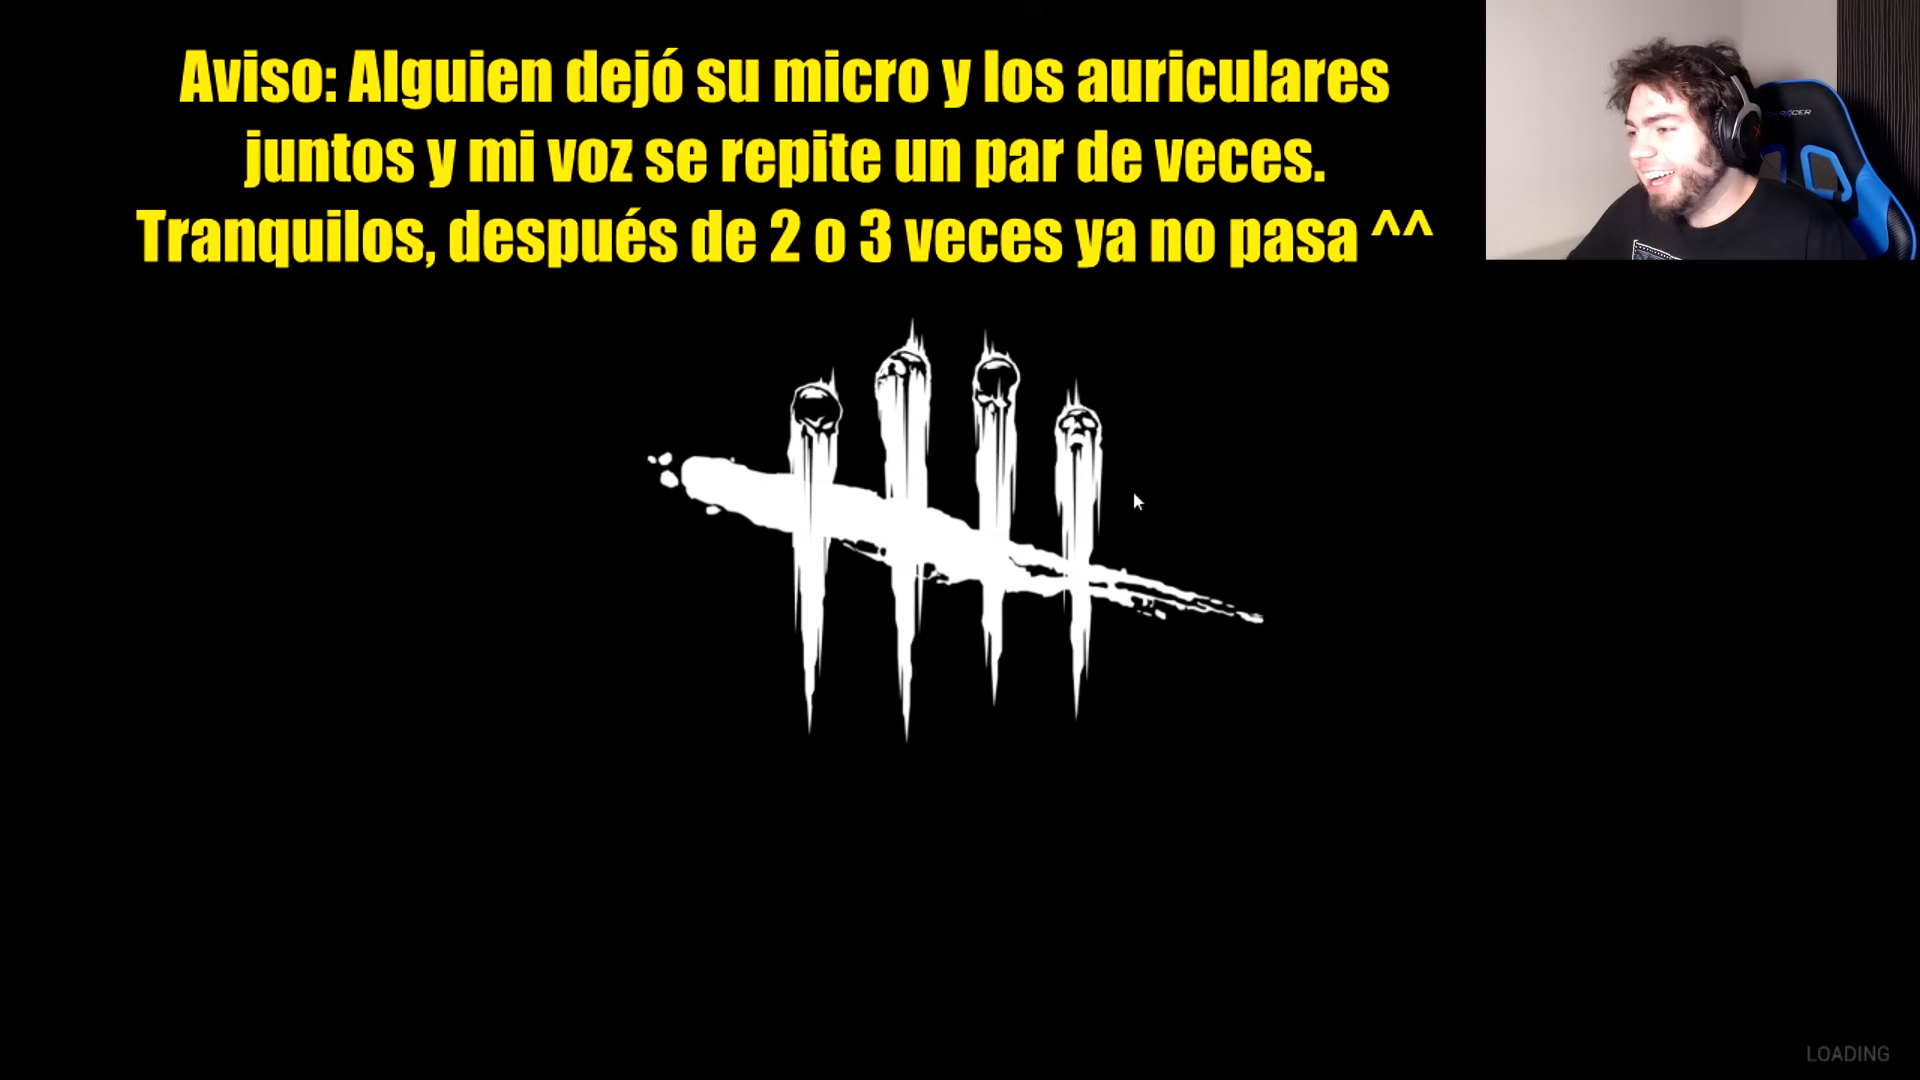 Aviso: Alguien dejó su micro y los auriculares
juntos y mi voz se repite un par de veces.
Tranquilos, después de 2 o 3 veces ya no pasa ^^
LOADING